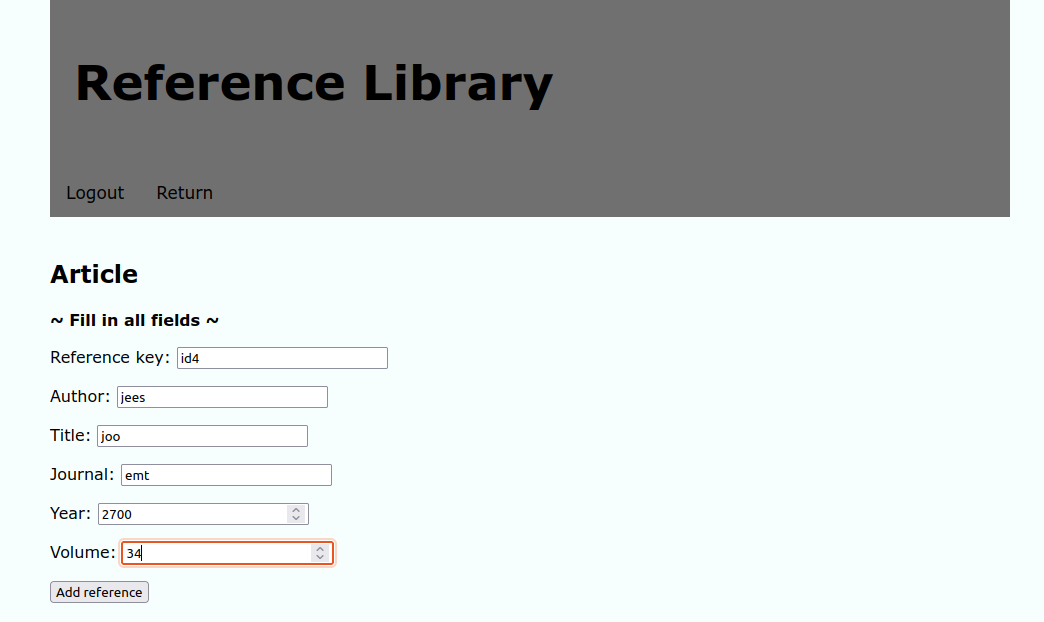 Reference Library
Logout Return
Article
~ Fill in all fields ~
Reference key: id4
Author: jees
Title: joo
Journal: emt
Year: 2700
Volume: 34
Add reference